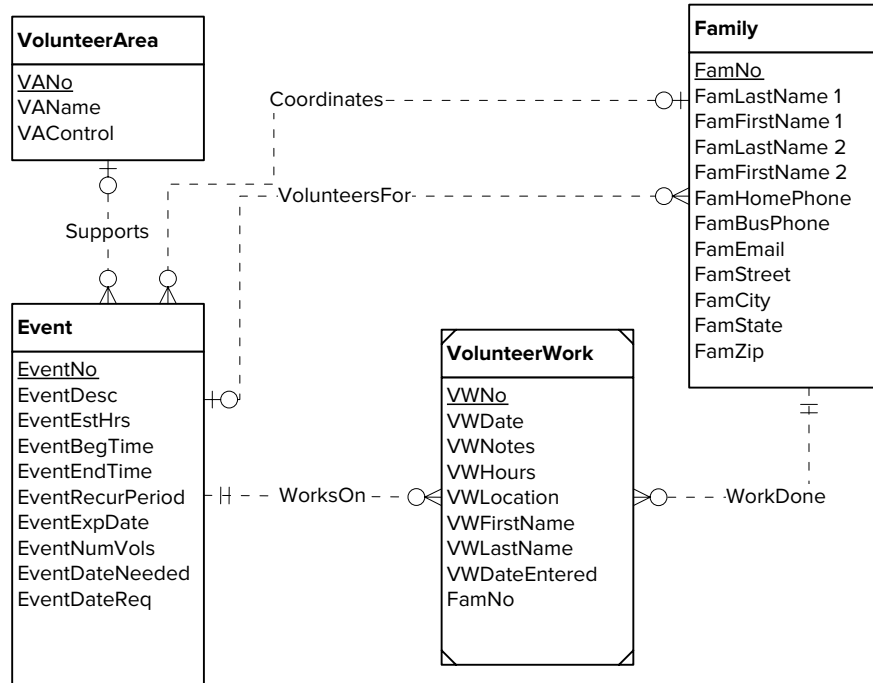 VolunteerArea
VANo
VAName
VAControl
Family
FamNo
FamLastName 1
FamFirstName 1
FamLastName 2
FamFirstName 2
FamHomePhone
FamBusPhone
FamEmail
FamStreet
FamCity
FamState
FamZip
Coordinates
VolunteersFor
Supports
Event
EventNo
EventDesc
EventEstHrs
EventBegTime
EventEndTime
EventRecurPeriod
EventExpDate
EventNumVols
EventDateNeeded
EventDateReq
WorksOn
VolunteerWork
VWNo
VWDate
VWNotes
VWHours
VWLocation
VWFirstName
VWLastName
VWDateEntered
FamNo
WorkDone